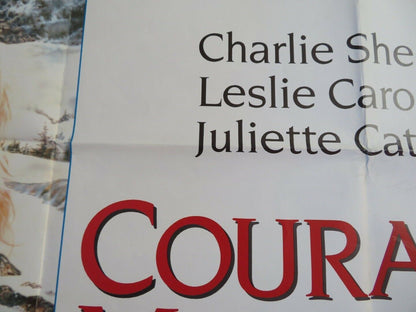 Charlie She
Leslie Caro
Juliette Cat
COURA